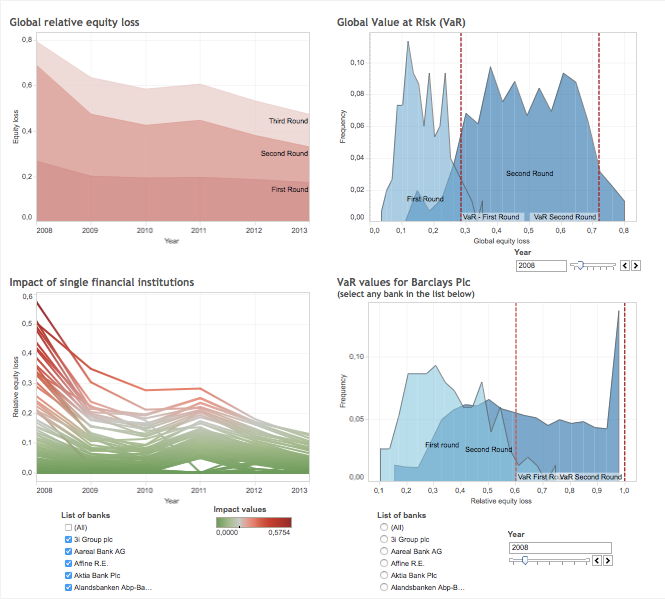 Global relative equity loss
0,8
0,6
0,4
0,2
0,0
Equity loss
Third Round
Second Round
First Round
2008 2009 2010 2011 2012 2013
Year
Global Value at Risk (VaR)
0,10
0,08
0,06
0,04
0,02
0,00
Frequency
First Round
Second Round
VaR - First Round
VaR Second Round
0,0 0,1 0,2 0,3 0,4 0,5 0,6 0,7 0,8
Global equity loss
Year
2008
Impact of single financial institutions
0,6
0,5
0,4
0,3
0,2
0,1
0,0
Relative equity loss
2008 2009 2010 2011 2012 2013
Year
List of banks
(All)
3i Group plc
Aareal Bank AG
Affine R.E.
Aktia Bank Plc
Alandsbanken Abp-Ba...
Impact values
0,0000 0,5754
VaR values for Barclays Plc
(select any bank in the list below)
0,10
0,05
0,00
Frequency
First round
Second Round
VaR First Ro
VaR Second Round
0,1 0,2 0,3 0,4 0,5 0,6 0,7 0,8 0,9 1,0
Relative equity loss
List of banks
(All)
3i Group plc
Aareal Bank AG
Affine R.E.
Aktia Bank Plc
Alandsbanken Abp-B...
Year
2008